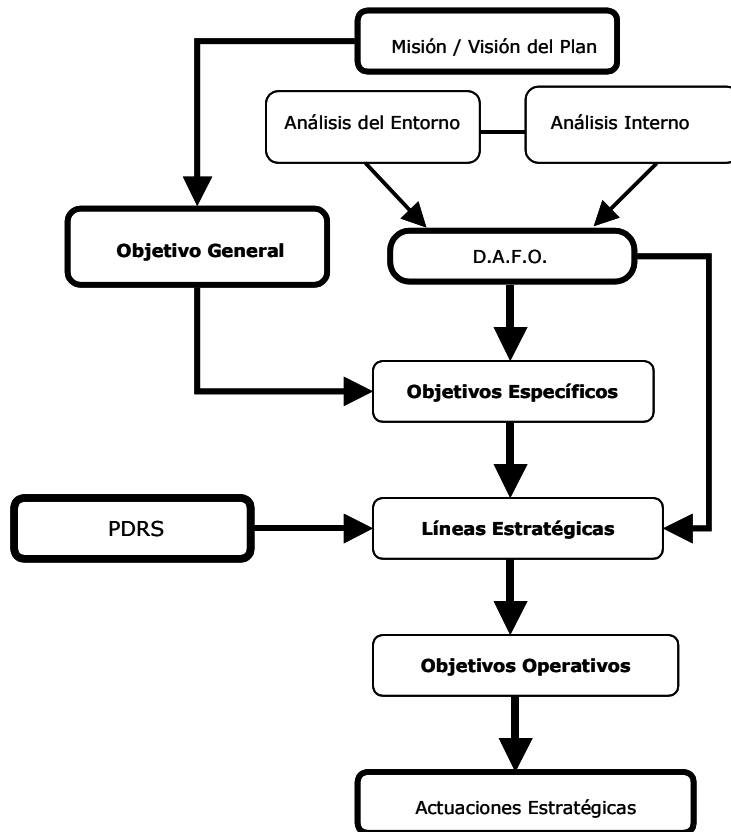 Misión / Visión del Plan
Análisis del Entorno
Análisis Interno
Objetivo General
D.A.F.O.
Objetivos Específicos
PDRS
Líneas Estratégicas
Objetivos Operativos
Actuaciones Estratégicas